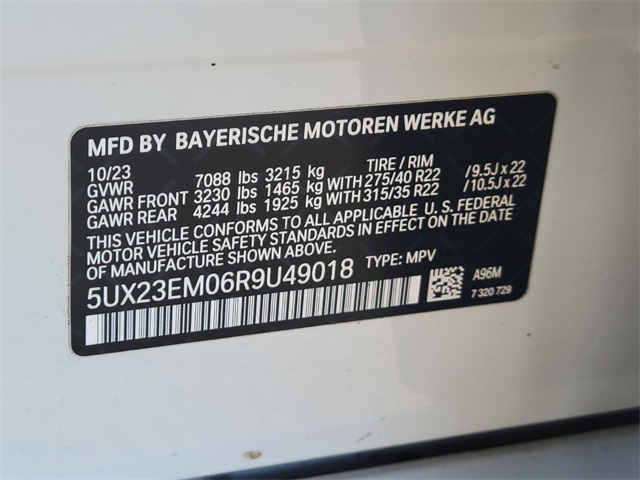 MFD BY BAYERISCHE MOTOREN WERKE AG
10/23 TIRE / RIM
GVWR 7088 lbs 3215 kg
GAWR FRONT 3230 lbs 1465 kg WITH 275/40 R22 /9.5J x 22
GAWR REAR 4244 lbs 1925 kg WITH 315/35 R22 /10.5J x 22
THIS VEHICLE CONFORMS TO ALL APPLICABLE U. S. FEDERAL
MOTOR VEHICLE SAFETY STANDARDS IN EFFECT ON THE DATE OF
MANUFACTURE SHOWN ABOVE.
5UX23EM06R9U49018 TYPE: MPV
A96M
7 320 729